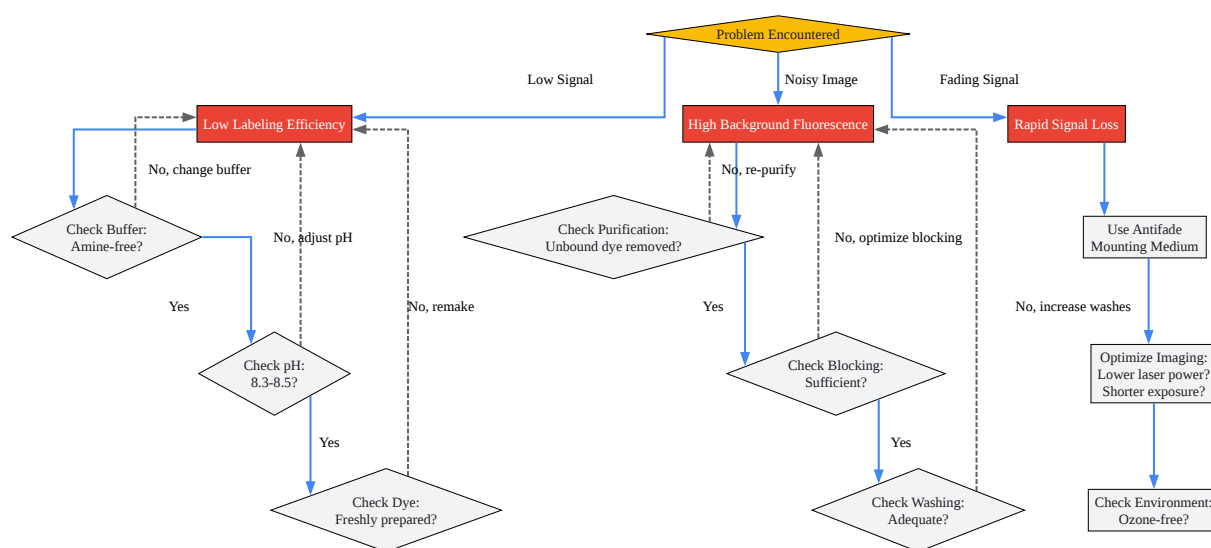 Problem Encountered
Low Signal
Noisy Image
Fading Signal
Low Labeling Efficiency
High Background Fluorescence
Rapid Signal Loss
No, change buffer
No, re-purify
Check Buffer:
Amine-free?
No, adjust pH
Check Purification:
Unbound dye removed?
No, optimize blocking
Use Antifade
Mounting Medium
Yes
No, remake
Yes
No, increase washes
Check pH:
8.3-8.5?
Check Blocking:
Sufficient?
Optimize Imaging:
Lower laser power?
Shorter exposure?
Yes
Yes
Check Dye:
Freshly prepared?
Check Washing:
Adequate?
Check Environment:
Ozone-free?